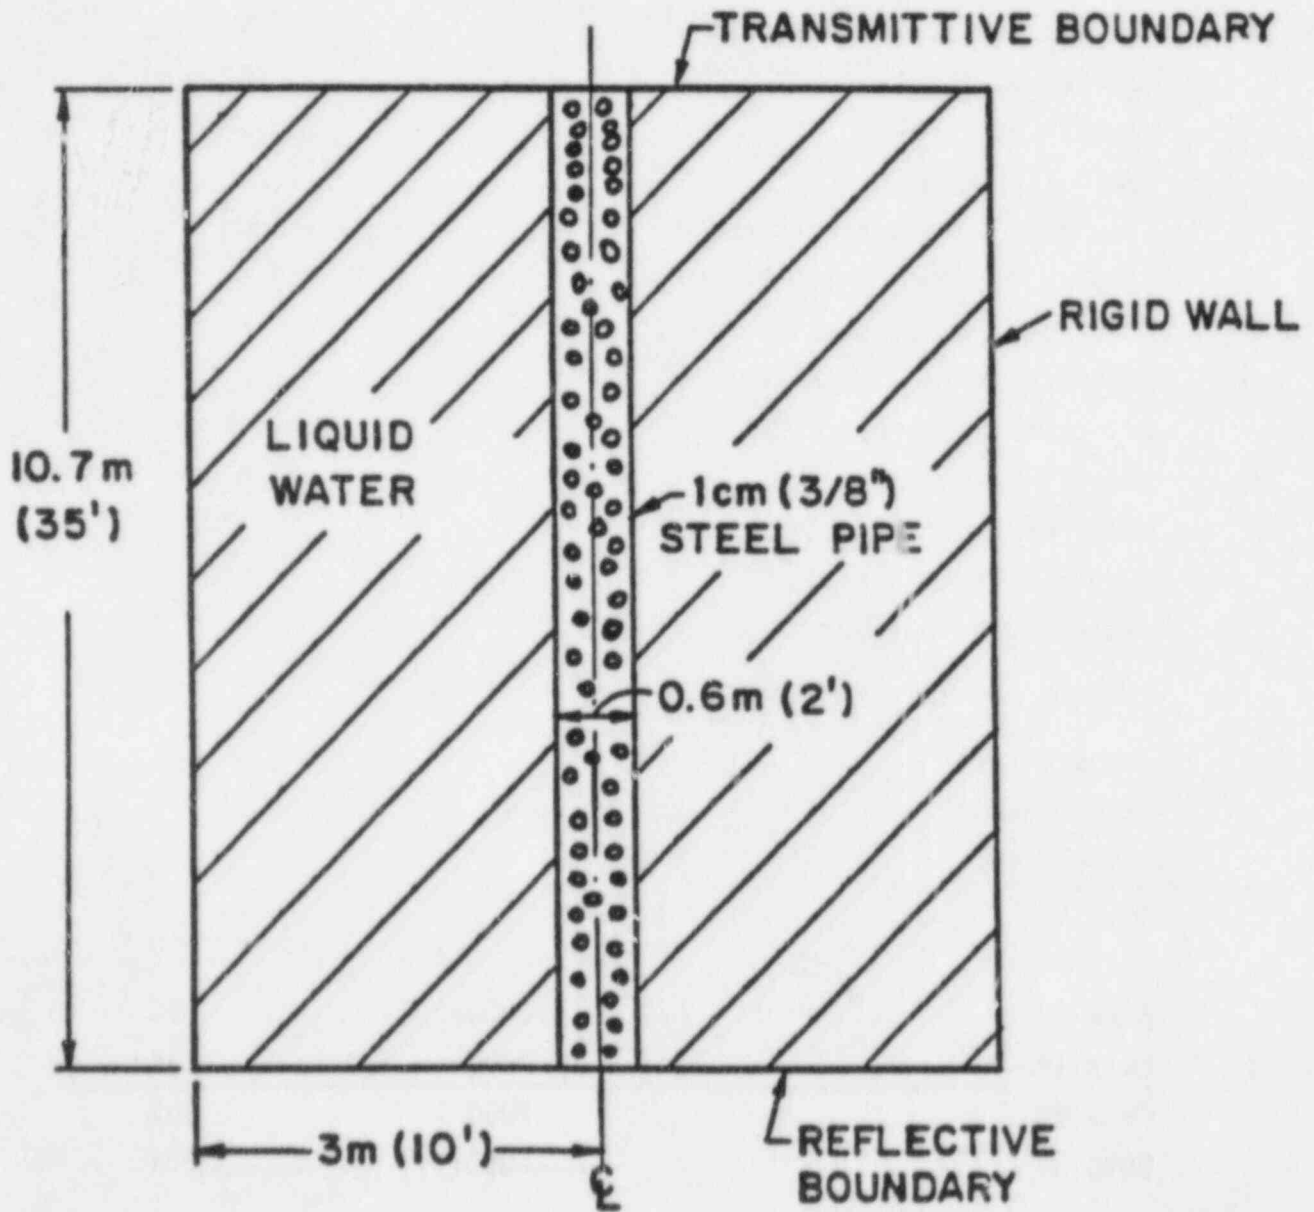 TRANSMITTIVE BOUNDARY
RIGID WALL
LIQUID
WATER
10.7m
(35')
1cm (3/8")
STEEL PIPE
0.6m (2')
3m (10')
REFLECTIVE
BOUNDARY
℄